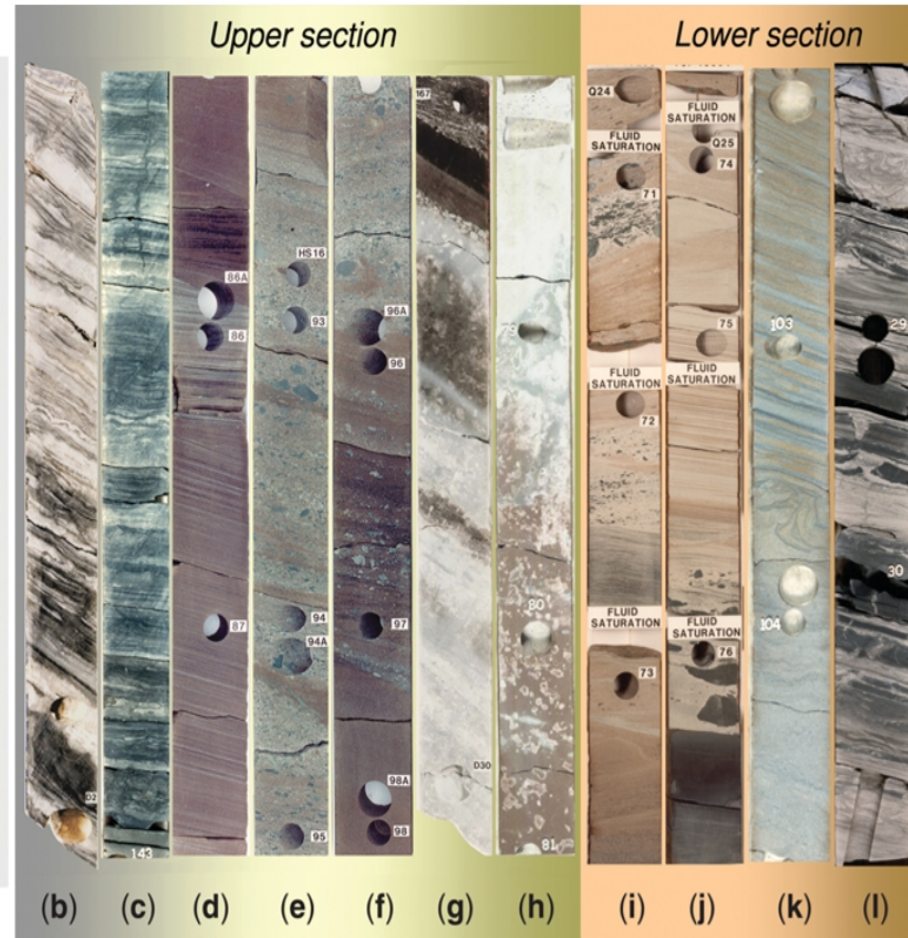 Upper section
Lower section
167
Q24
FLUID
SATURATION
FLUID
SATURATION
Q25
74
71
HS16
86A
93
96A
86
96
75
103
29
FLUID
SATURATION
FLUID
SATURATION
72
30
80
94
87
97
104
FLUID
SATURATION
FLUID
SATURATION
94A
76
73
D30
98A
02
95
98
81
143
(b) (c) (d) (e) (f) (g) (h) (i) (j) (k) (l)